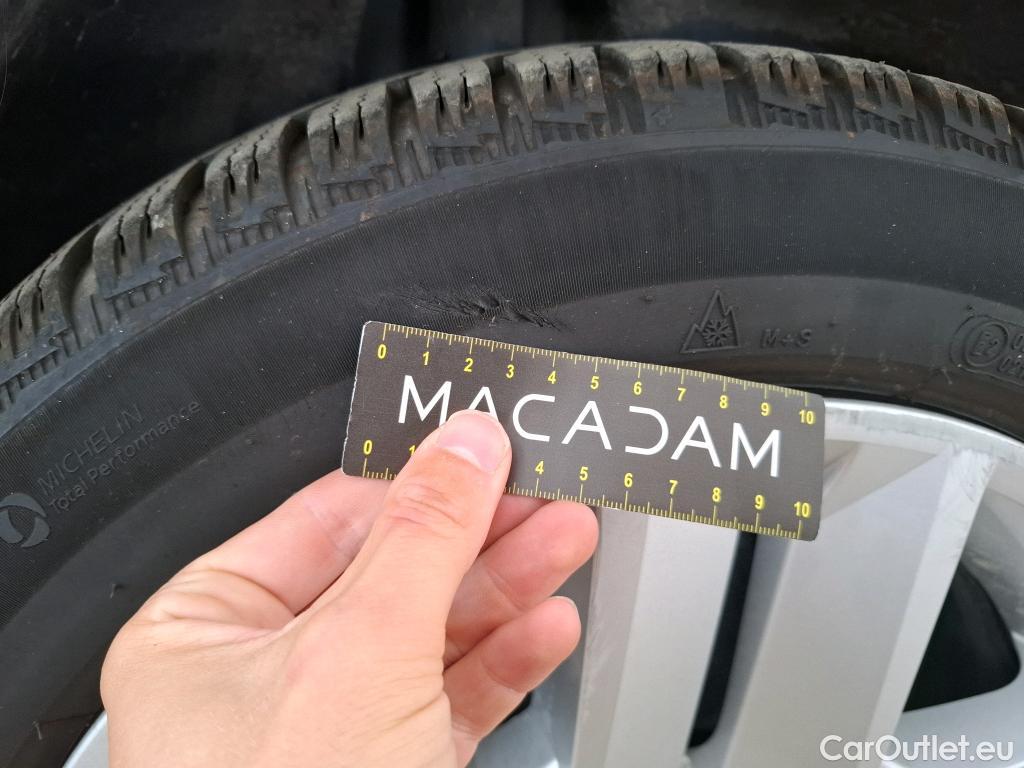 MICHELIN
Total Performance
M+S
0 1 2 3 4 5 6 7 8 9 10
MACADAM
0 1 4 5 6 7 8 9 10
CarOutlet.eu